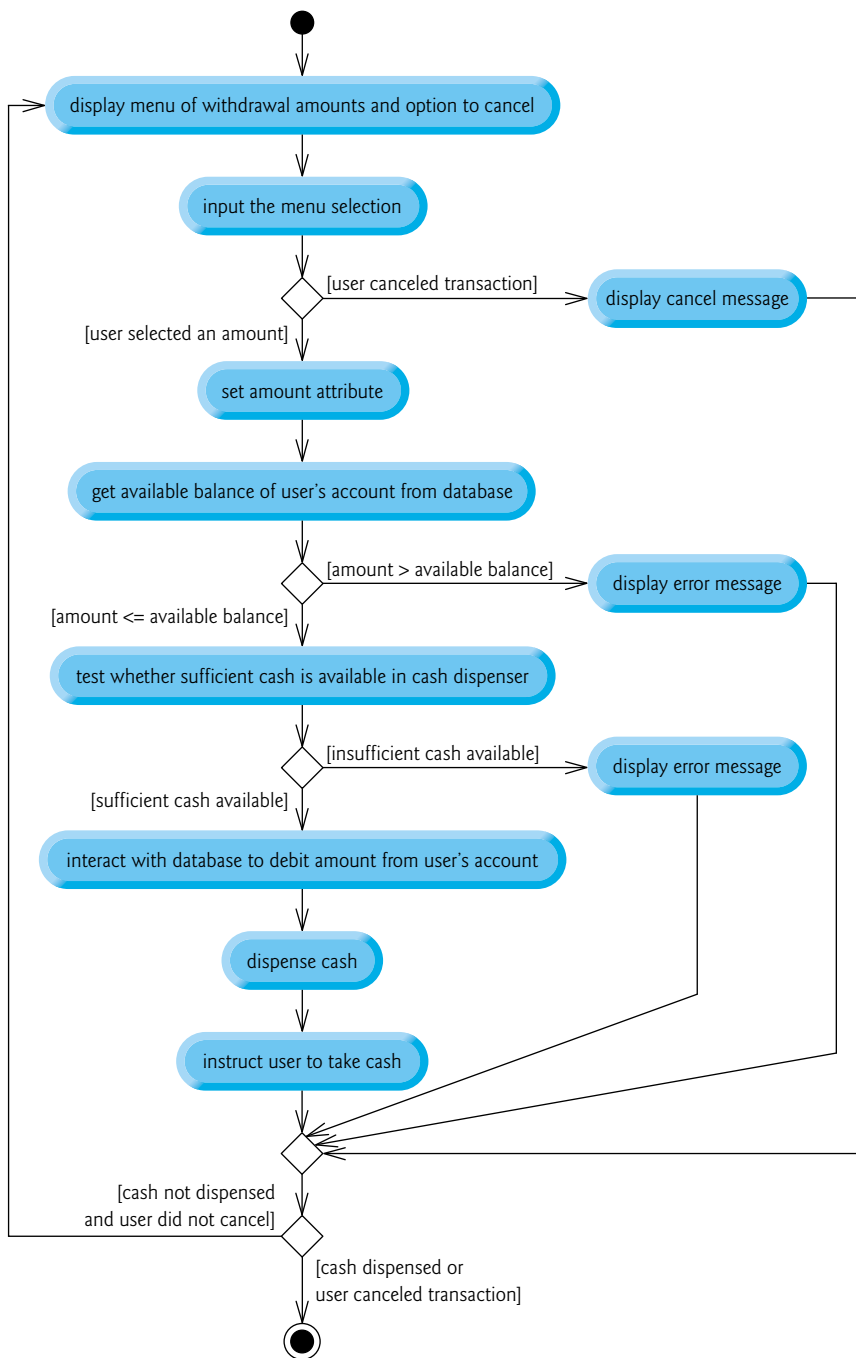 display menu of withdrawal amounts and option to cancel
input the menu selection
[user canceled transaction]
display cancel message
[user selected an amount]
set amount attribute
get available balance of user's account from database
[amount > available balance]
display error message
[amount <= available balance]
test whether sufficient cash is available in cash dispenser
[insufficient cash available]
display error message
[sufficient cash available]
interact with database to debit amount from user's account
dispense cash
instruct user to take cash
[cash not dispensed
and user did not cancel]
[cash dispensed or
user canceled transaction]